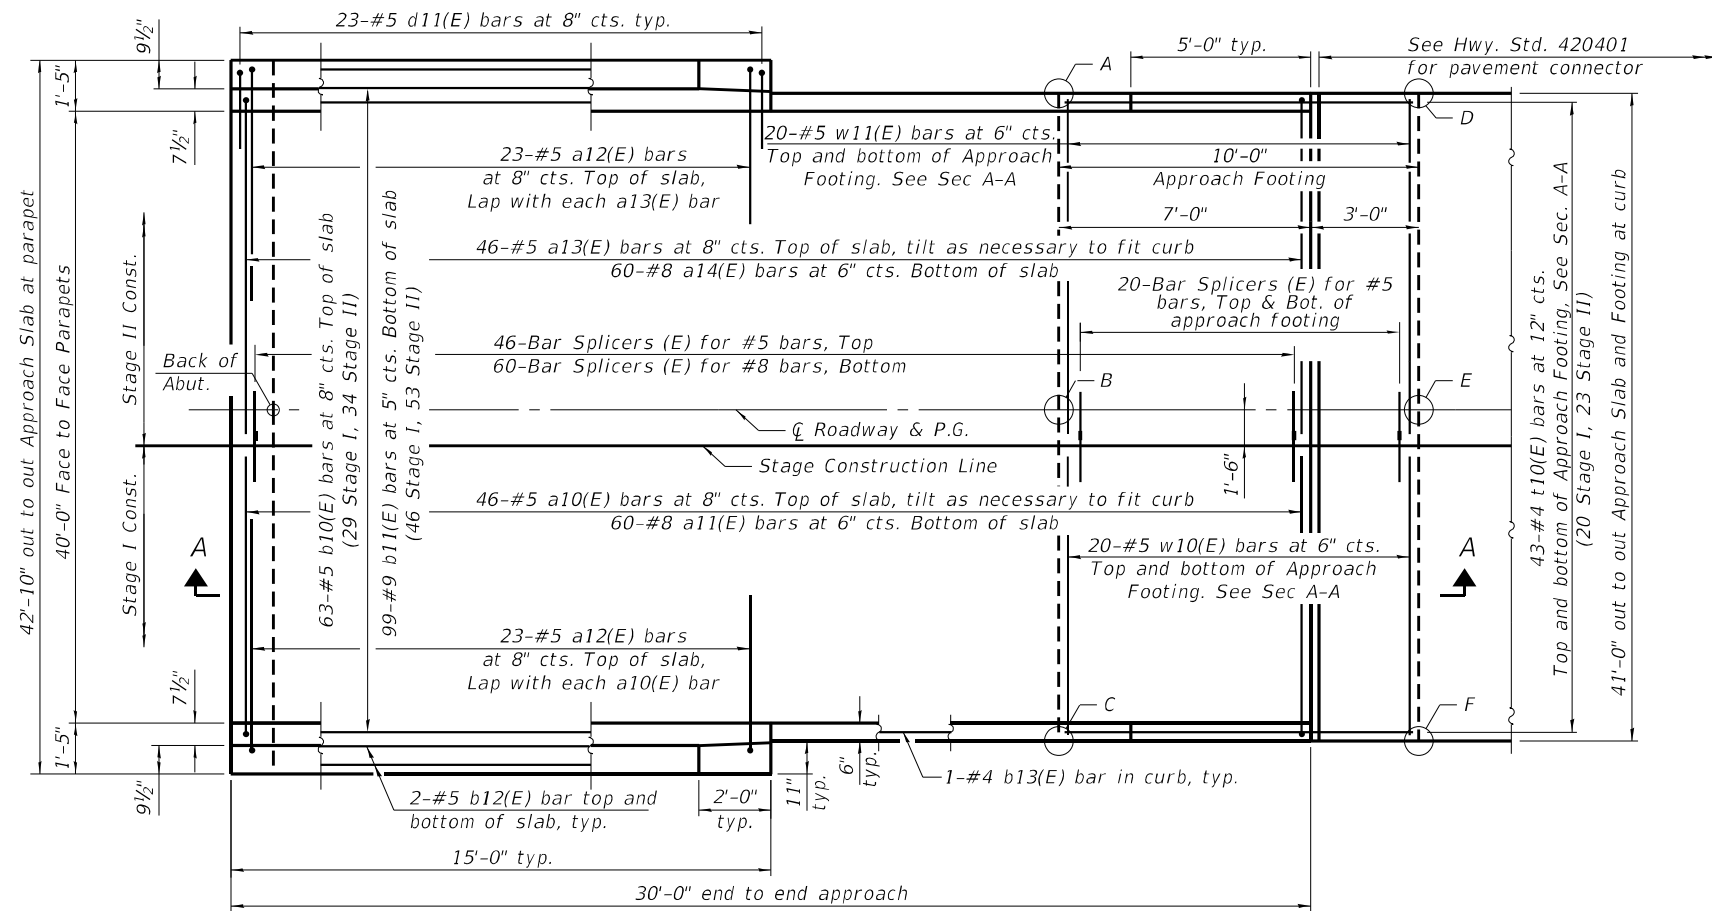 23-#5 d11(E) bars at 8" cts. typ.
9½"
1'-5"
7½"
5'-0" typ.
See Hwy. Std. 420401
for pavement connector
A
D
20-#5 w11(E) bars at 6" cts.
Top and bottom of Approach
Footing. See Sec A-A
10'-0"
Approach Footing
23-#5 a12(E) bars
at 8" cts. Top of slab,
Lap with each a13(E) bar
7'-0"
3'-0"
46-#5 a13(E) bars at 8" cts. Top of slab, tilt as necessary to fit curb
60-#8 a14(E) bars at 6" cts. Bottom of slab
20-Bar Splicers (E) for #5
bars, Top & Bot. of
approach footing
46-Bar Splicers (E) for #5 bars, Top
60-Bar Splicers (E) for #8 bars, Bottom
Back of
Abut.
B
E
℄ Roadway & P.G.
Stage Construction Line
1'-6"
42'-10" out to out Approach Slab at parapet
40'-0" Face to Face Parapets
Stage II Const.
Stage I Const.
63-#5 b10(E) bars at 8" cts. Top of slab
(29 Stage I, 34 Stage II)
99-#9 b11(E) bars at 5" cts. Bottom of slab
(46 Stage I, 53 Stage II)
43-#4 t10(E) bars at 12" cts.
Top and bottom of Approach Footing, See Sec. A-A
(20 Stage I, 23 Stage II)
41'-0" out to out Approach Slab and Footing at curb
46-#5 a10(E) bars at 8" cts. Top of slab, tilt as necessary to fit curb
60-#8 a11(E) bars at 6" cts. Bottom of slab
A
A
20-#5 w10(E) bars at 6" cts.
Top and bottom of Approach
Footing. See Sec A-A
23-#5 a12(E) bars
at 8" cts. Top of slab,
Lap with each a10(E) bar
7½"
1'-5"
9½"
C
F
2-#5 b12(E) bar top and
bottom of slab, typ.
2'-0"
typ.
11"
typ.
6"
typ.
1-#4 b13(E) bar in curb, typ.
15'-0" typ.
30'-0" end to end approach